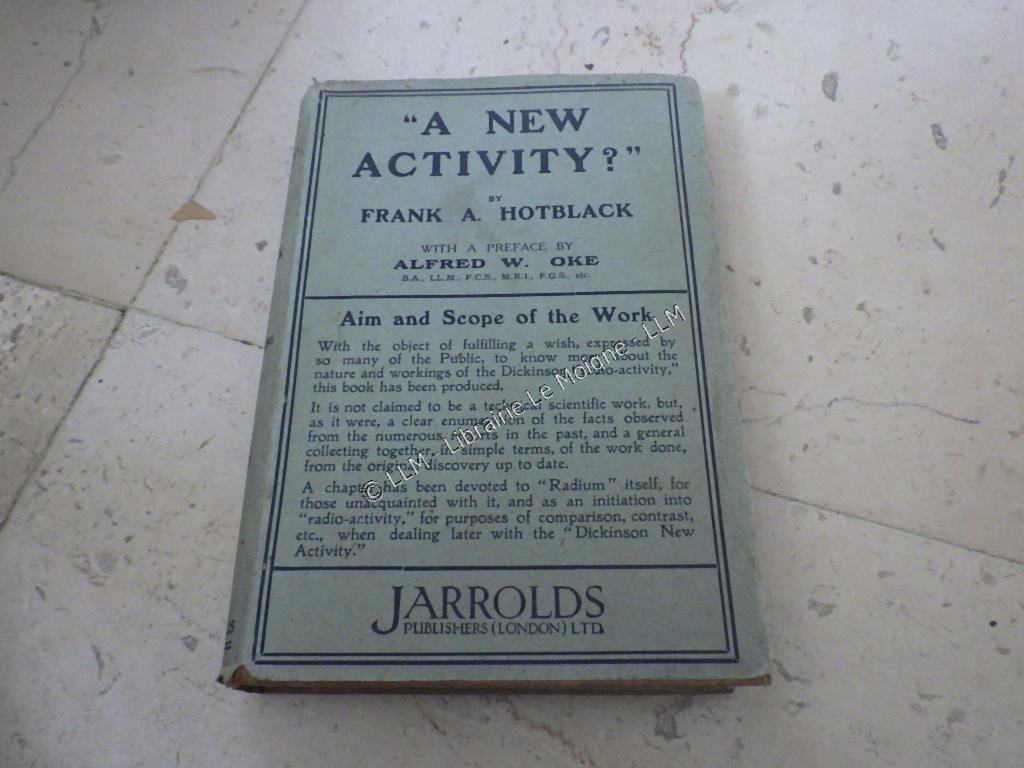 "A NEW
ACTIVITY?"
BY
FRANK A. HOTBLACK
WITH A PREFACE BY
ALFRED W. OKE
B.A., LL.M., F.C.S., M.R.I., F.G.S., etc.
Aim and Scope of the Work
With the object of fulfilling a wish, expressed by
so many of the Public, to know more about the
nature and workings of the Dickinson "radio-activity,"
this book has been produced.
It is not claimed to be a technical scientific work, but,
as it were, a clear enumeration of the facts observed
from the numerous in the past, and a general
collecting together, in simple terms, of the work done,
from the original discovery up to date.
A chapter has been devoted to "Radium" itself, for
those unacquainted with it, and as an initiation into
"radio-activity," for purposes of comparison, contrast,
etc., when dealing later with the "Dickinson New
Activity."
JARROLDS
PUBLISHERS (LONDON) LTD.
© LLM - Librairie Le Moine - LLM